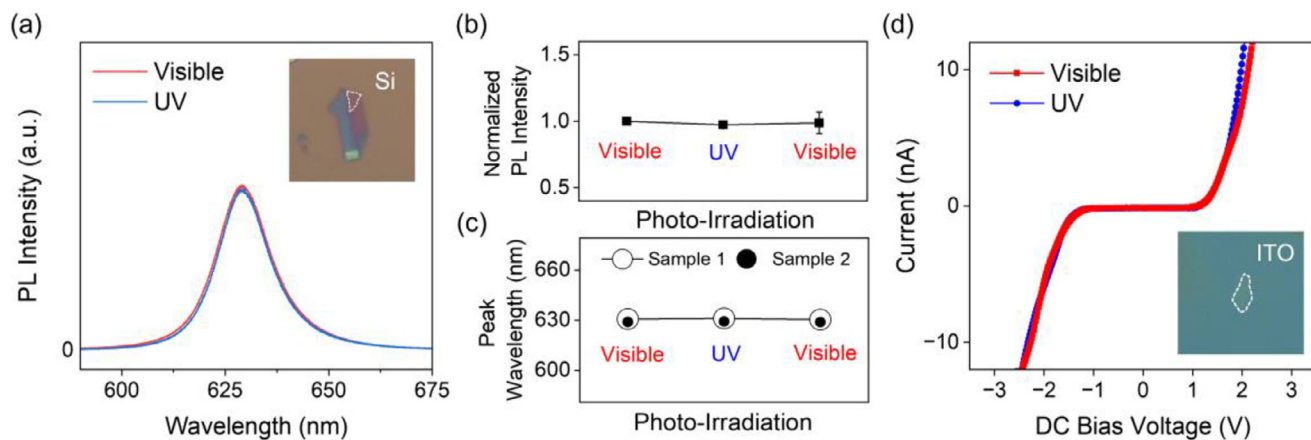 (a)
PL Intensity (a.u.)
0
Visible
UV
Si
600
625
650
675
Wavelength (nm)
(b)
Normalized
PL Intensity
1.5
1.0
0.5
Visible
UV
Visible
Photo-Irradiation
(c)
Peak
Wavelength (nm)
660
630
600
Sample 1
Sample 2
Visible
UV
Visible
Photo-Irradiation
(d)
Current (nA)
10
0
−10
Visible
UV
ITO
−3
−2
−1
0
1
2
3
DC Bias Voltage (V)